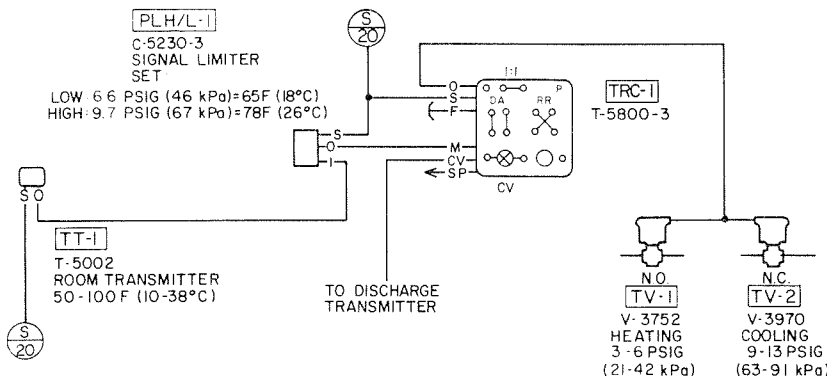 PLH/L-1
C-5230-3
SIGNAL LIMITER
SET:
LOW: 6.6 PSIG (46 kPa)=65F (18°C)
HIGH: 9.7 PSIG (67 kPa)=78F (26°C)
S
20
S
O
I
S O
TT-1
T-5002
ROOM TRANSMITTER
50-100 F (10-38°C)
S
20
TO DISCHARGE
TRANSMITTER
O
S
F
M
CV
SP
1:1
P
DA RR
CV
TRC-1
T-5800-3
N.O.
TV-1
V-3752
HEATING
3-6 PSIG
(21-42 kPa)
N.C.
TV-2
V-3970
COOLING
9-13 PSIG
(63-91 kPa)